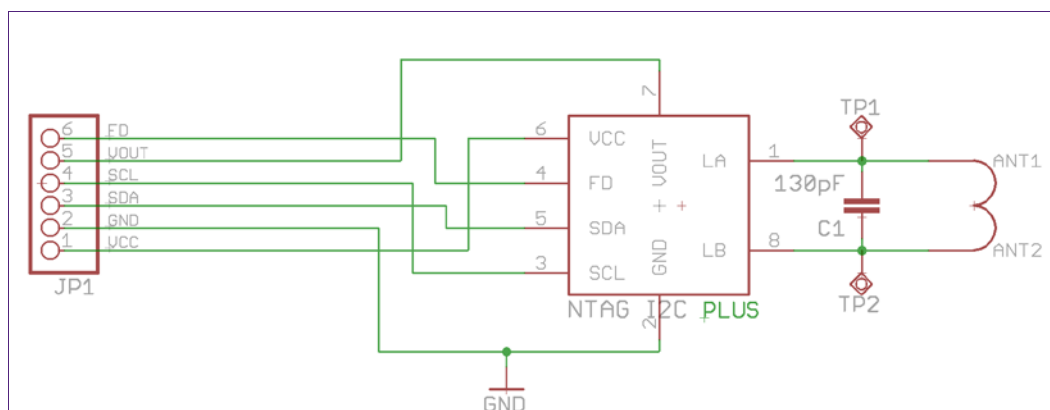 6 FD
5 VOUT
4 SCL
3 SDA
2 GND
1 VCC
JP1
7
6 VCC
4 FD
5 SDA
3 SCL
VOUT
GND
LA 1
LB 8
2
NTAG I2C PLUS
GND
TP1
130pF
C1
TP2
ANT1
ANT2